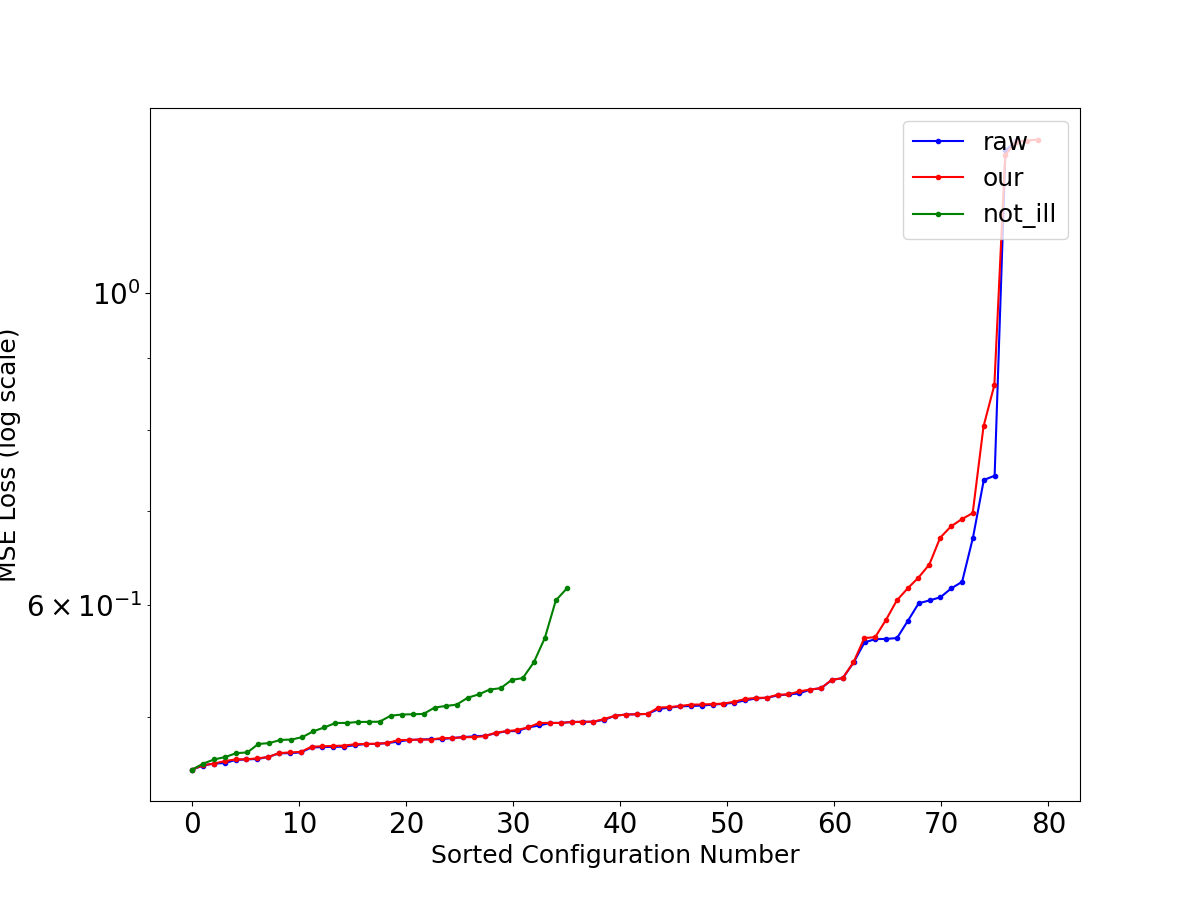 raw
our
not_ill
10⁰
6 × 10⁻¹
MSE Loss (log scale)
0 10 20 30 40 50 60 70 80
Sorted Configuration Number